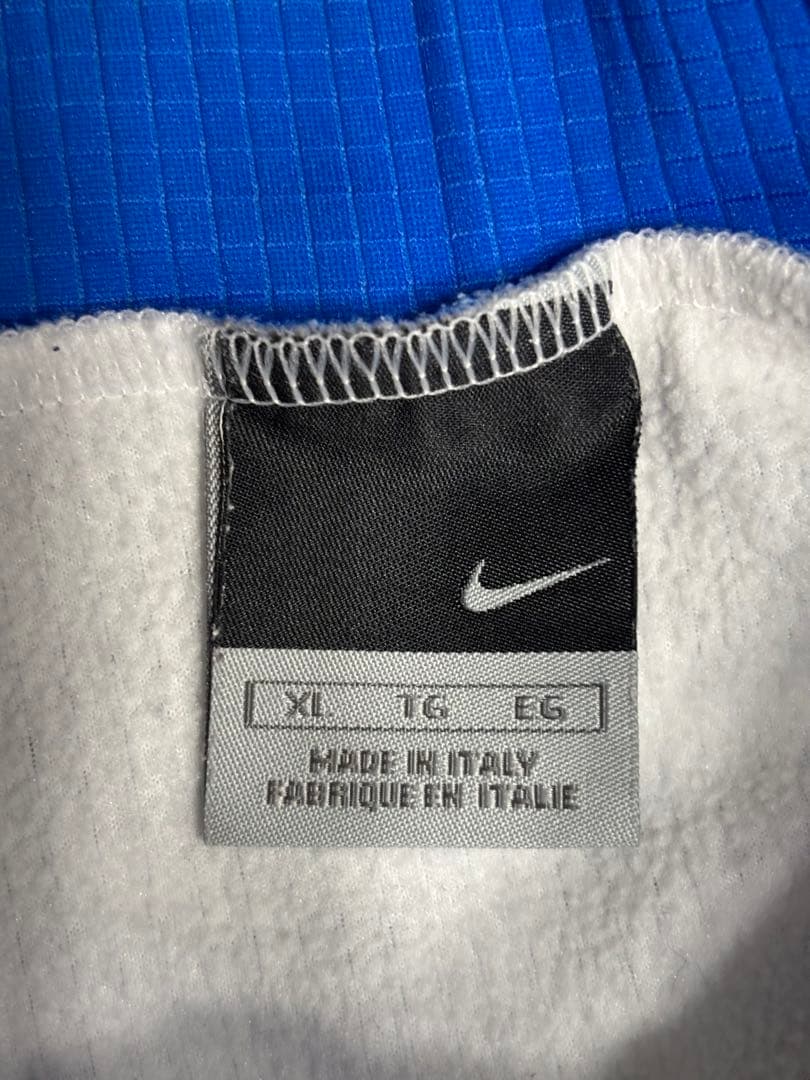 XL TG EG
MADE IN ITALY
FABRIQUE EN ITALIE